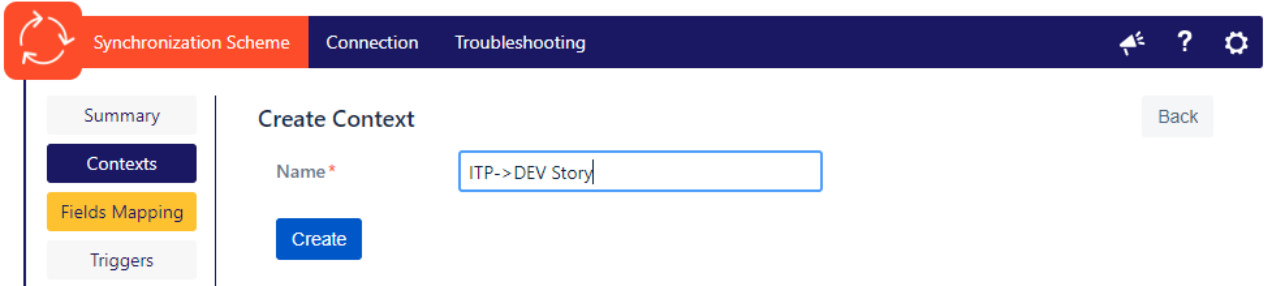 Synchronization Scheme Connection Troubleshooting ?
Summary
Create Context
Back
Contexts
Name*
ITP->DEV Story
Fields Mapping
Create
Triggers